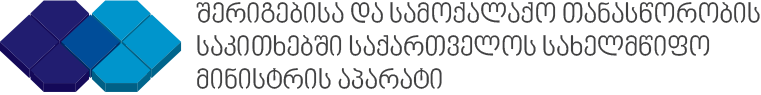 შერიგებისა და სამოქალაქო თანასწორობის
საკითხებში საქართველოს სახელმწიფო
მინისტრის აპარატი